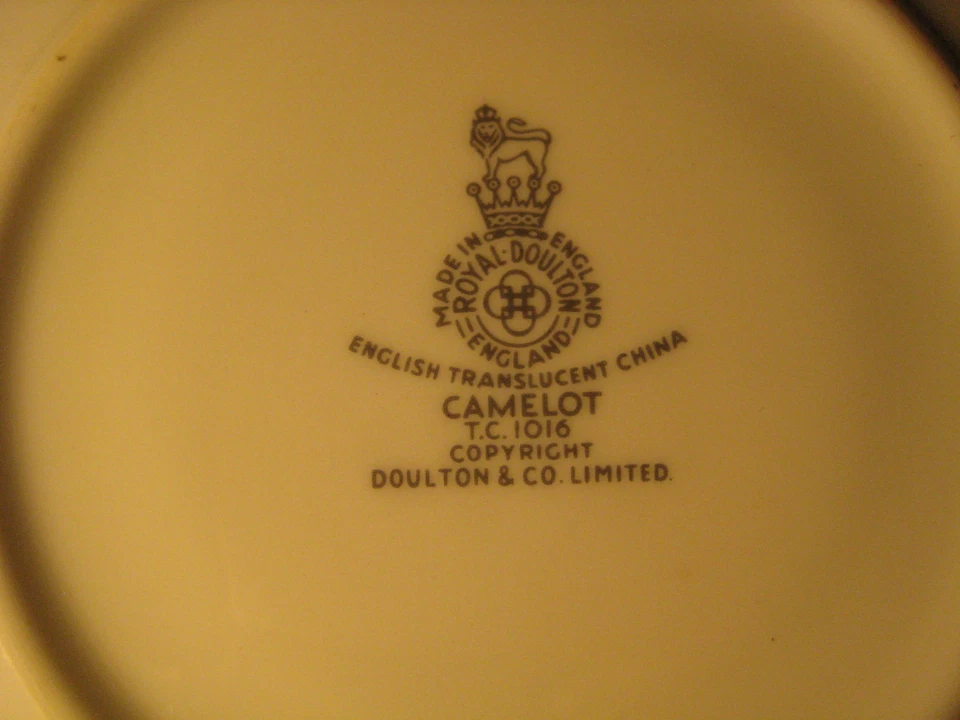 MADE IN ENGLAND
ROYAL·DOULTON
ENGLAND
ENGLISH TRANSLUCENT CHINA
CAMELOT
T.C. 1016
COPYRIGHT
DOULTON & CO. LIMITED.